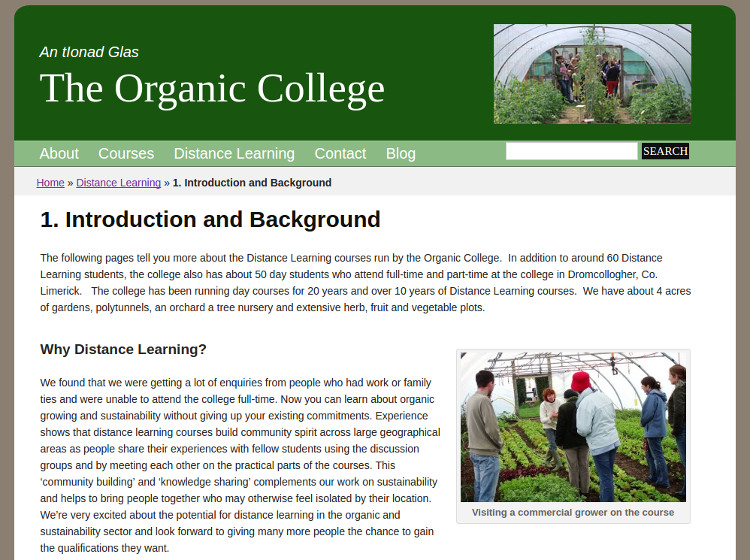 An tIonad Glas
The Organic College
About Courses Distance Learning Contact Blog SEARCH
Home » Distance Learning » 1. Introduction and Background
1. Introduction and Background
The following pages tell you more about the Distance Learning courses run by the Organic College.  In addition to around 60 Distance
Learning students, the college also has about 50 day students who attend full-time and part-time at the college in Dromcollogher, Co.
Limerick.   The college has been running day courses for 20 years and over 10 years of Distance Learning courses.  We have about 4 acres
of gardens, polytunnels, an orchard a tree nursery and extensive herb, fruit and vegetable plots.
Why Distance Learning?
We found that we were getting a lot of enquiries from people who had work or family
ties and were unable to attend the college full-time. Now you can learn about organic
growing and sustainability without giving up your existing commitments. Experience
shows that distance learning courses build community spirit across large geographical
areas as people share their experiences with fellow students using the discussion
groups and by meeting each other on the practical parts of the courses. This
‘community building’ and ‘knowledge sharing’ complements our work on sustainability
and helps to bring people together who may otherwise feel isolated by their location.
We're very excited about the potential for distance learning in the organic and
sustainability sector and look forward to giving many more people the chance to gain
the qualifications they want.
Visiting a commercial grower on the course